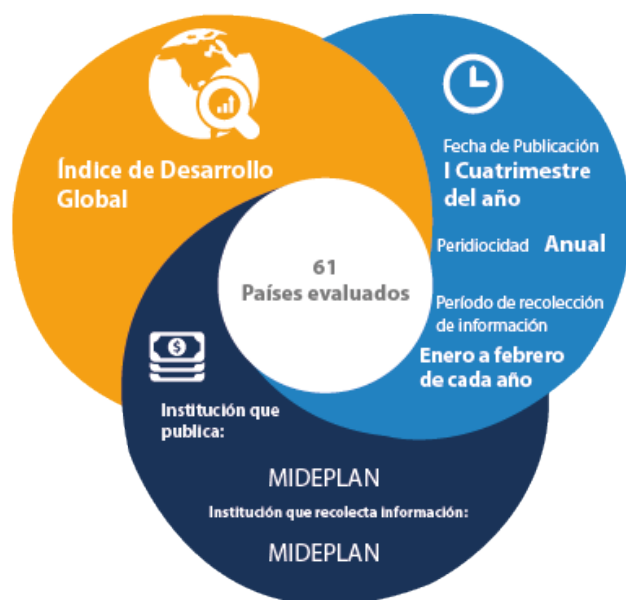 Índice de Desarrollo
Global
Fecha de Publicación
I Cuatrimestre
del año
Peridiocidad Anual
Período de recolección
de información
Enero a febrero
de cada año
61
Países evaluados
Institución que
publica:
MIDEPLAN
Institución que recolecta información:
MIDEPLAN